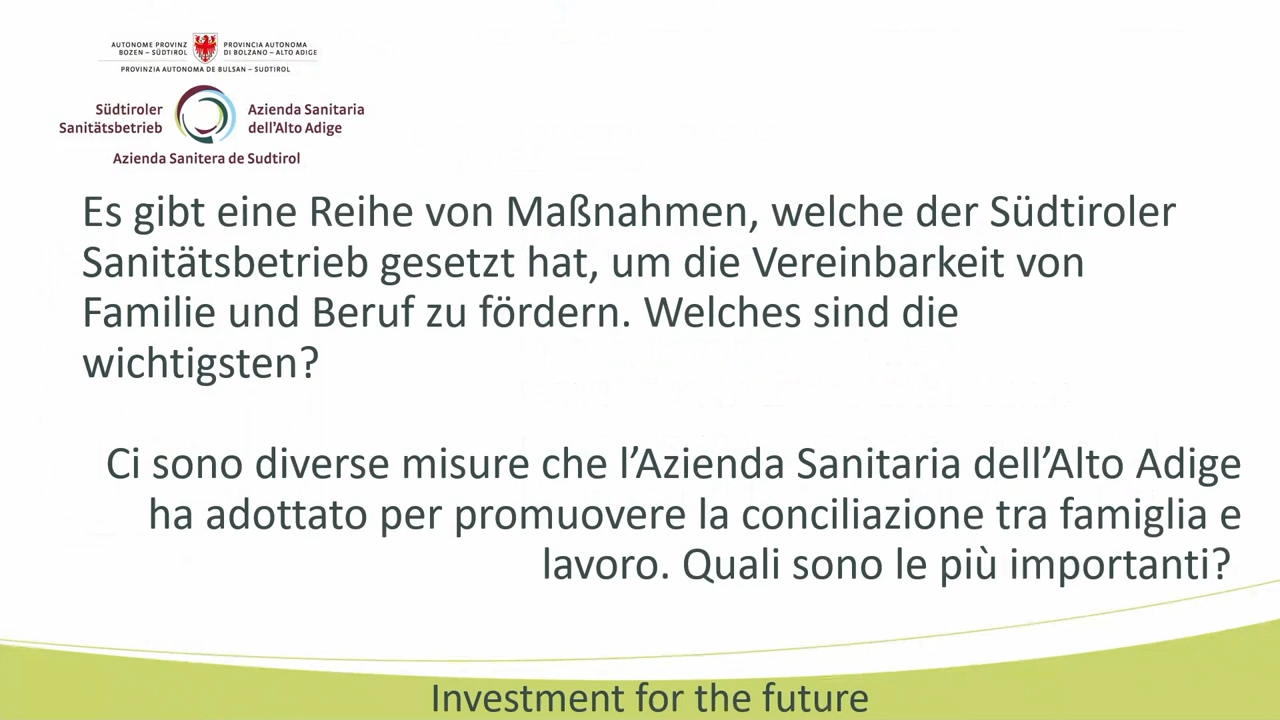 AUTONOME PROVINZ
BOZEN – SÜDTIROL
PROVINCIA AUTONOMA
DI BOLZANO – ALTO ADIGE
PROVINZIA AUTONOMA DE BULSAN – SUDTIROL
Südtiroler
Sanitätsbetrieb
Azienda Sanitaria
dell'Alto Adige
Azienda Sanitera de Sudtirol
Es gibt eine Reihe von Maßnahmen, welche der Südtiroler
Sanitätsbetrieb gesetzt hat, um die Vereinbarkeit von
Familie und Beruf zu fördern. Welches sind die
wichtigsten?
Ci sono diverse misure che l’Azienda Sanitaria dell’Alto Adige
ha adottato per promuovere la conciliazione tra famiglia e
lavoro. Quali sono le più importanti?
Investment for the future